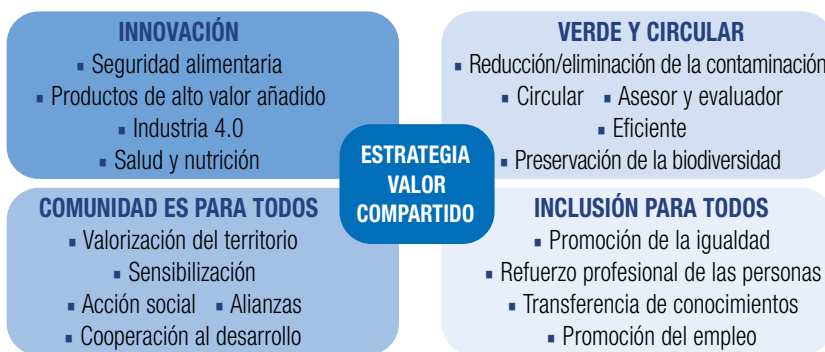 INNOVACIÓN
▪ Seguridad alimentaria
▪ Productos de alto valor añadido
▪ Industria 4.0
▪ Salud y nutrición
VERDE Y CIRCULAR
▪ Reducción/eliminación de la contaminación
▪ Circular ▪ Asesor y evaluador
▪ Eficiente
▪ Preservación de la biodiversidad
ESTRATEGIA
VALOR
COMPARTIDO
COMUNIDAD ES PARA TODOS
▪ Valorización del territorio
▪ Sensibilización
▪ Acción social ▪ Alianzas
▪ Cooperación al desarrollo
INCLUSIÓN PARA TODOS
▪ Promoción de la igualdad
▪ Refuerzo profesional de las personas
▪ Transferencia de conocimientos
▪ Promoción del empleo